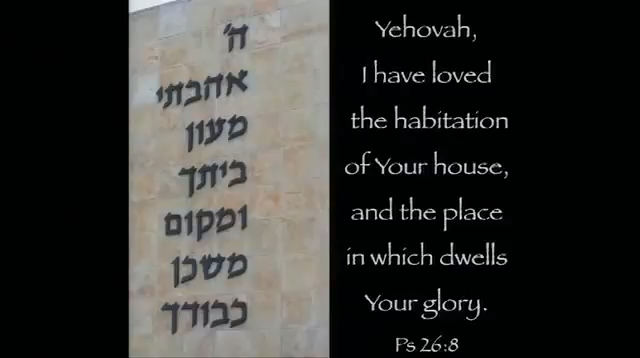 ה'
אהבתי
מעון
ביתך
ומקום
משכן
כבודך
Yehovah,
I have loved
the habitation
of Your house,
and the place
in which dwells
Your glory.
Ps 26:8